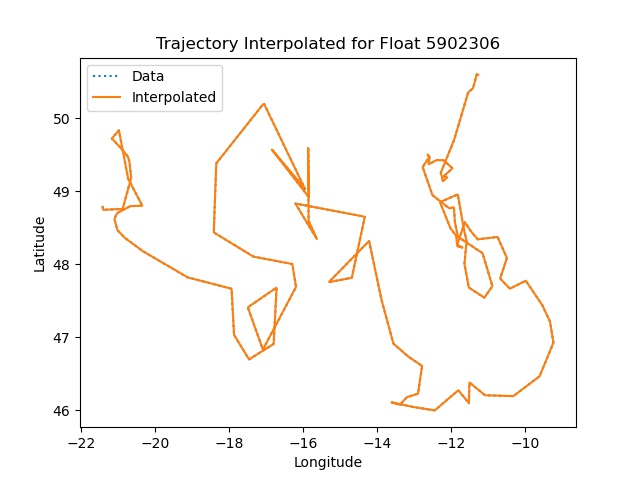 Trajectory Interpolated for Float 5902306
Data
Interpolated
50
49
48
47
46
Latitude
−22 −20 −18 −16 −14 −12 −10
Longitude